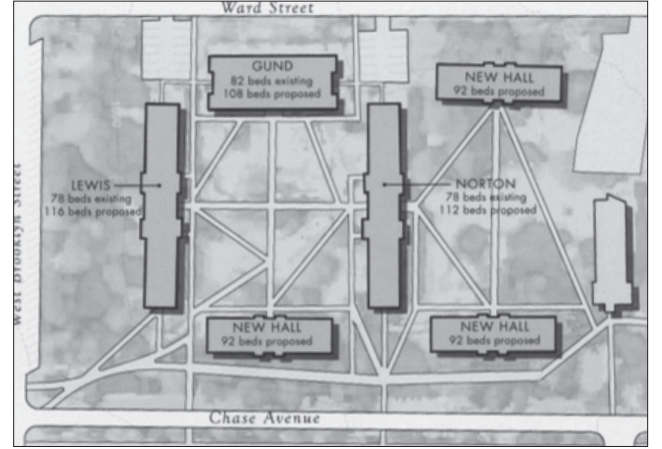 Ward Street
GUND
82 beds existing
108 beds proposed
NEW HALL
92 beds proposed
West Brooklyn Street
LEWIS
78 beds existing
116 beds proposed
NORTON
78 beds existing
112 beds proposed
NEW HALL
92 beds proposed
NEW HALL
92 beds proposed
Chase Avenue